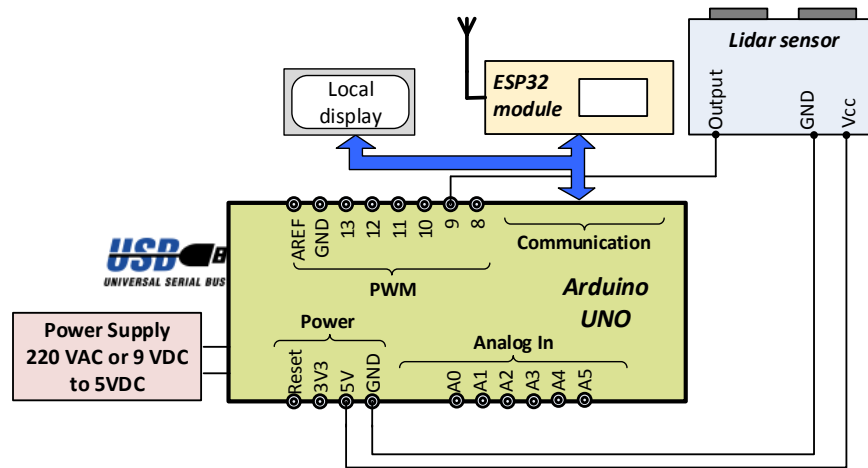 Lidar sensor
Output
GND
Vcc
ESP32
module
Local
display
AREF
GND
13
12
11
10
9
8
Communication
PWM
USB
UNIVERSAL SERIAL BUS
Arduino
UNO
Power Supply
220 VAC or 9 VDC
to 5VDC
Power
Reset
3V3
5V
GND
Analog In
A0
A1
A2
A3
A4
A5